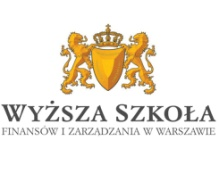 WYŻSZA SZKOŁA
FINANSÓW I ZARZĄDZANIA W WARSZAWIE